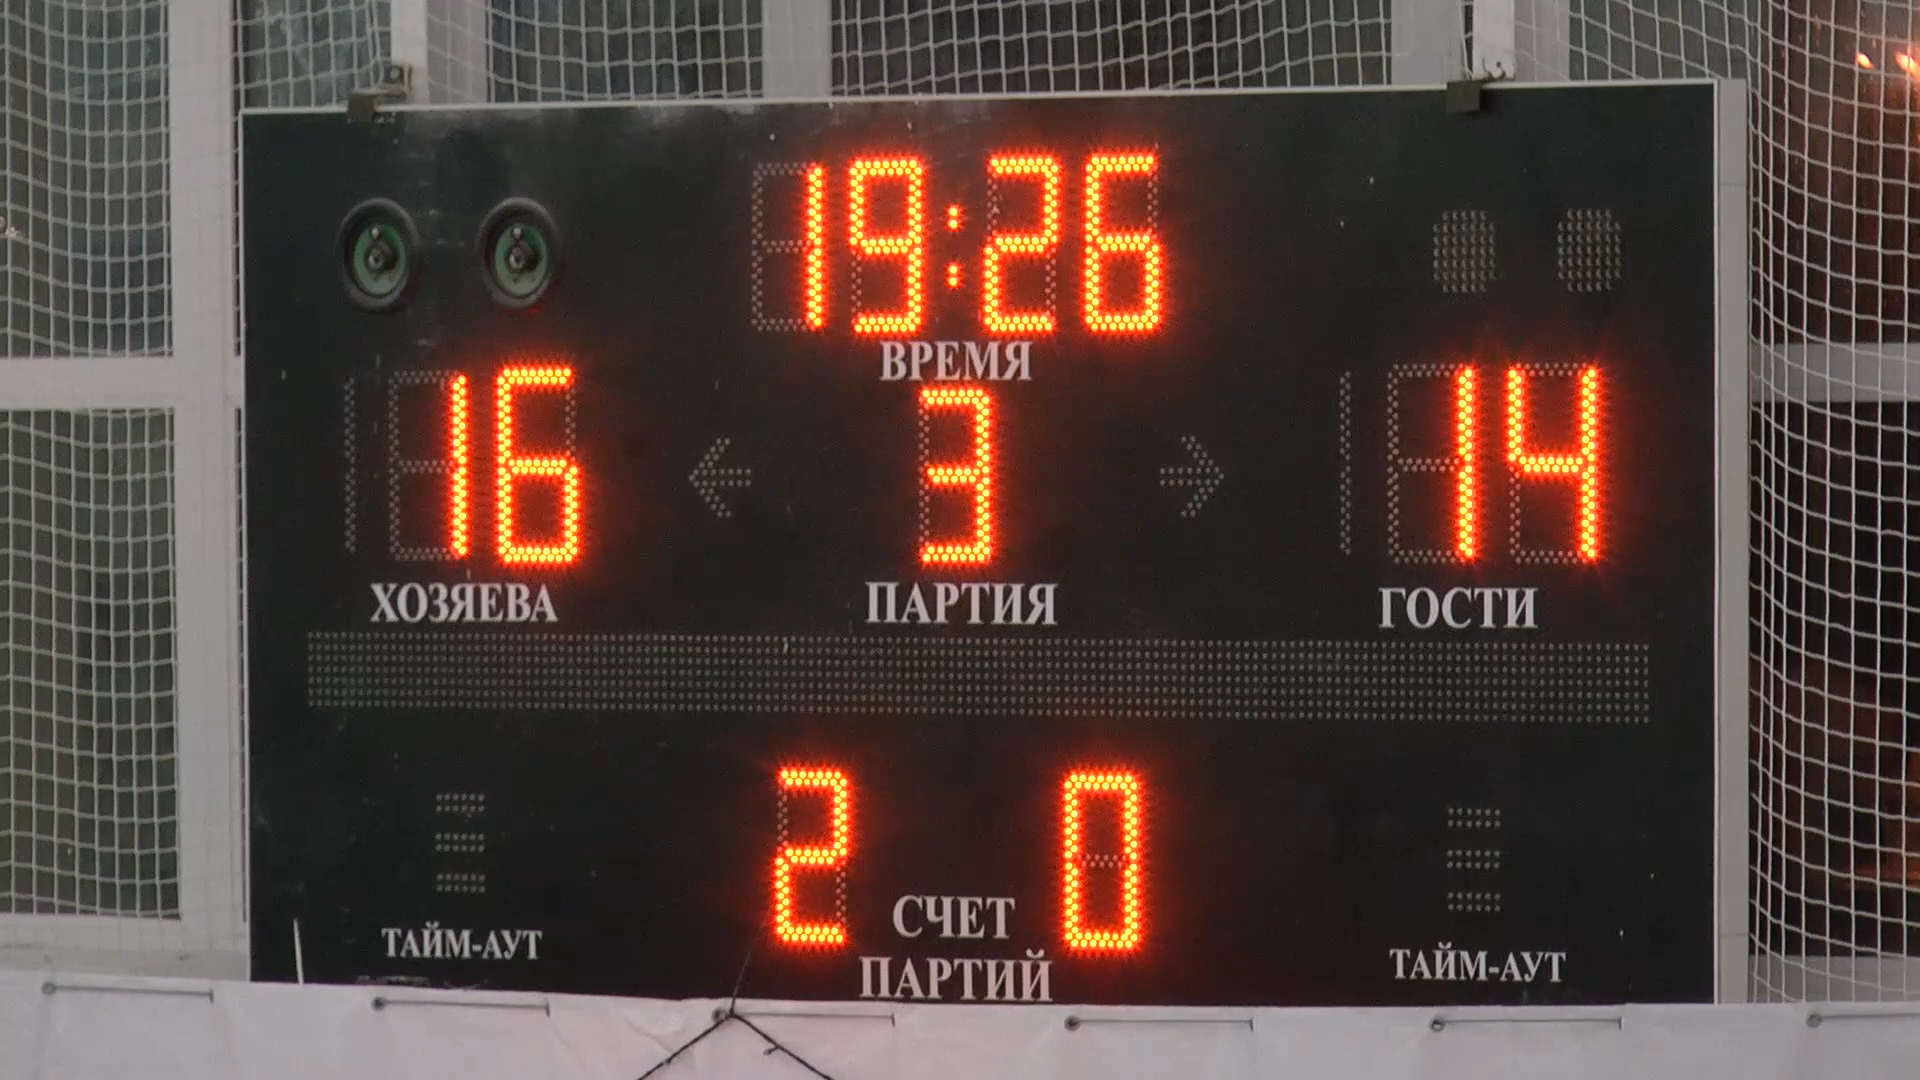 19:26
ВРЕМЯ
16 3 14
ХОЗЯЕВА ПАРТИЯ ГОСТИ
2 0
СЧЕТ
ПАРТИЙ
ТАЙМ-АУТ ТАЙМ-АУТ